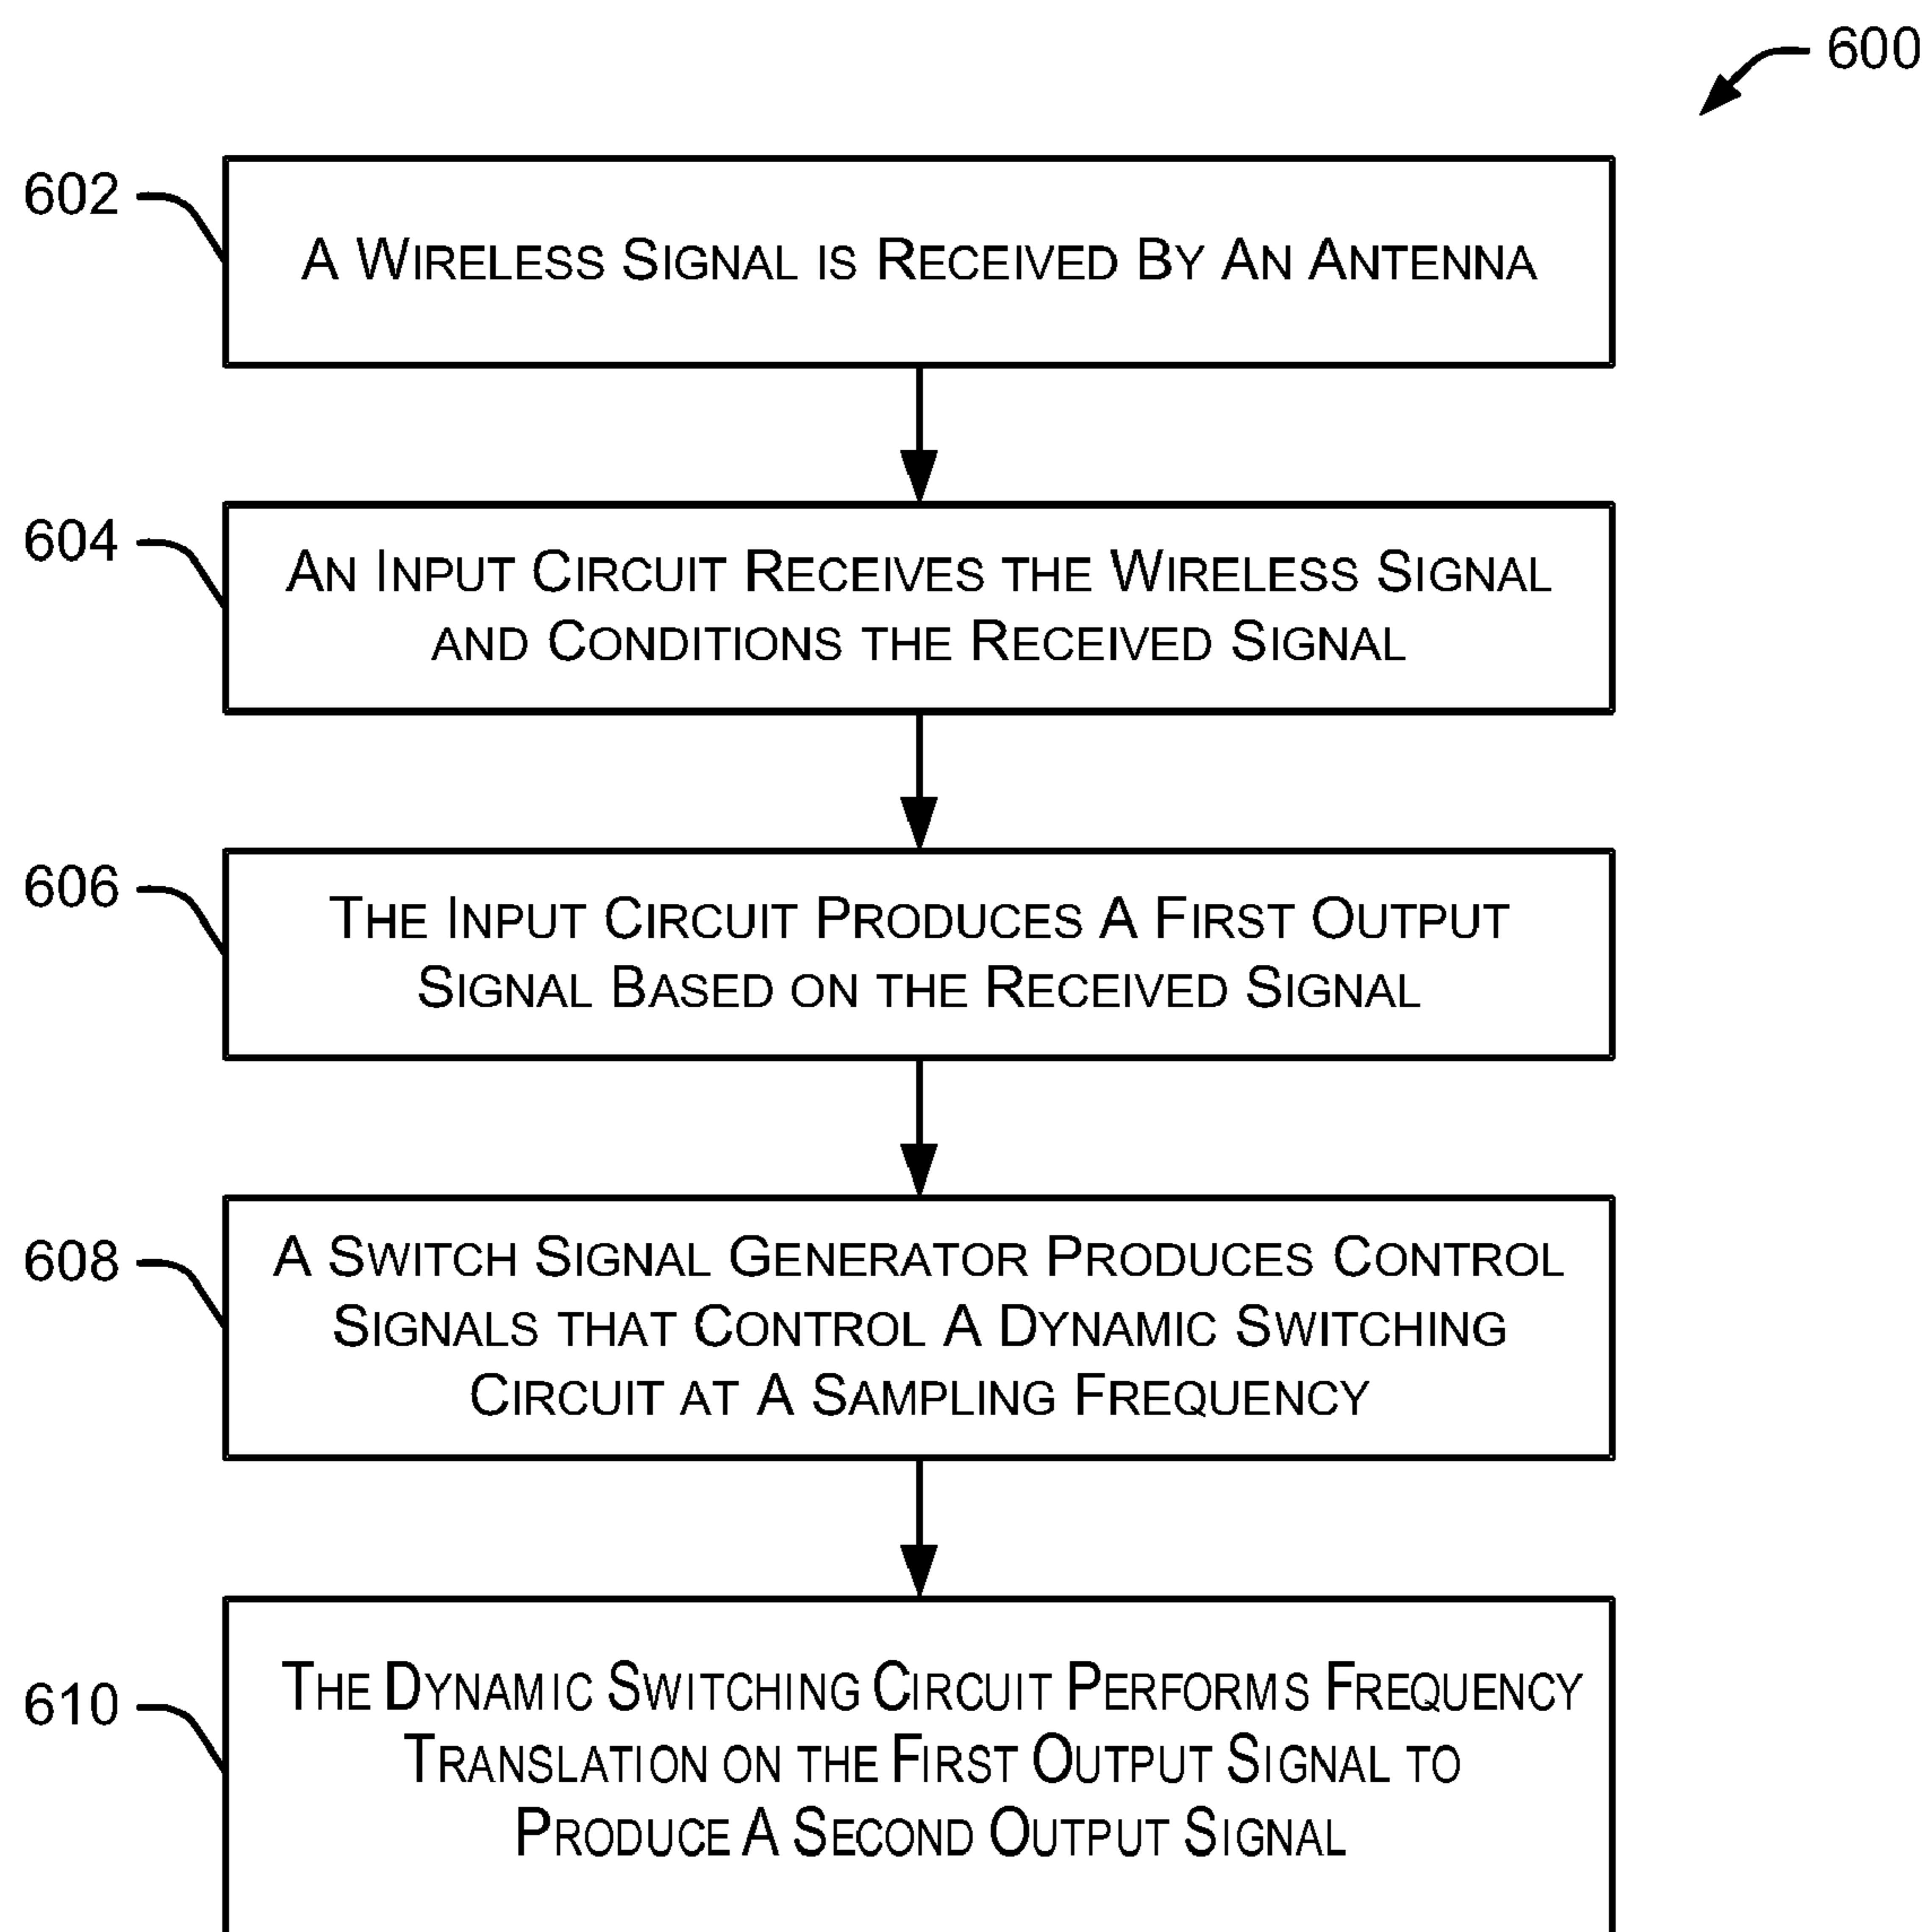 600
602
A Wireless Signal is Received By An Antenna
604
An Input Circuit Receives the Wireless Signal
and Conditions the Received Signal
606
The Input Circuit Produces A First Output
Signal Based on the Received Signal
608
A Switch Signal Generator Produces Control
Signals that Control A Dynamic Switching
Circuit at A Sampling Frequency
610
The Dynamic Switching Circuit Performs Frequency
Translation on the First Output Signal to
Produce A Second Output Signal